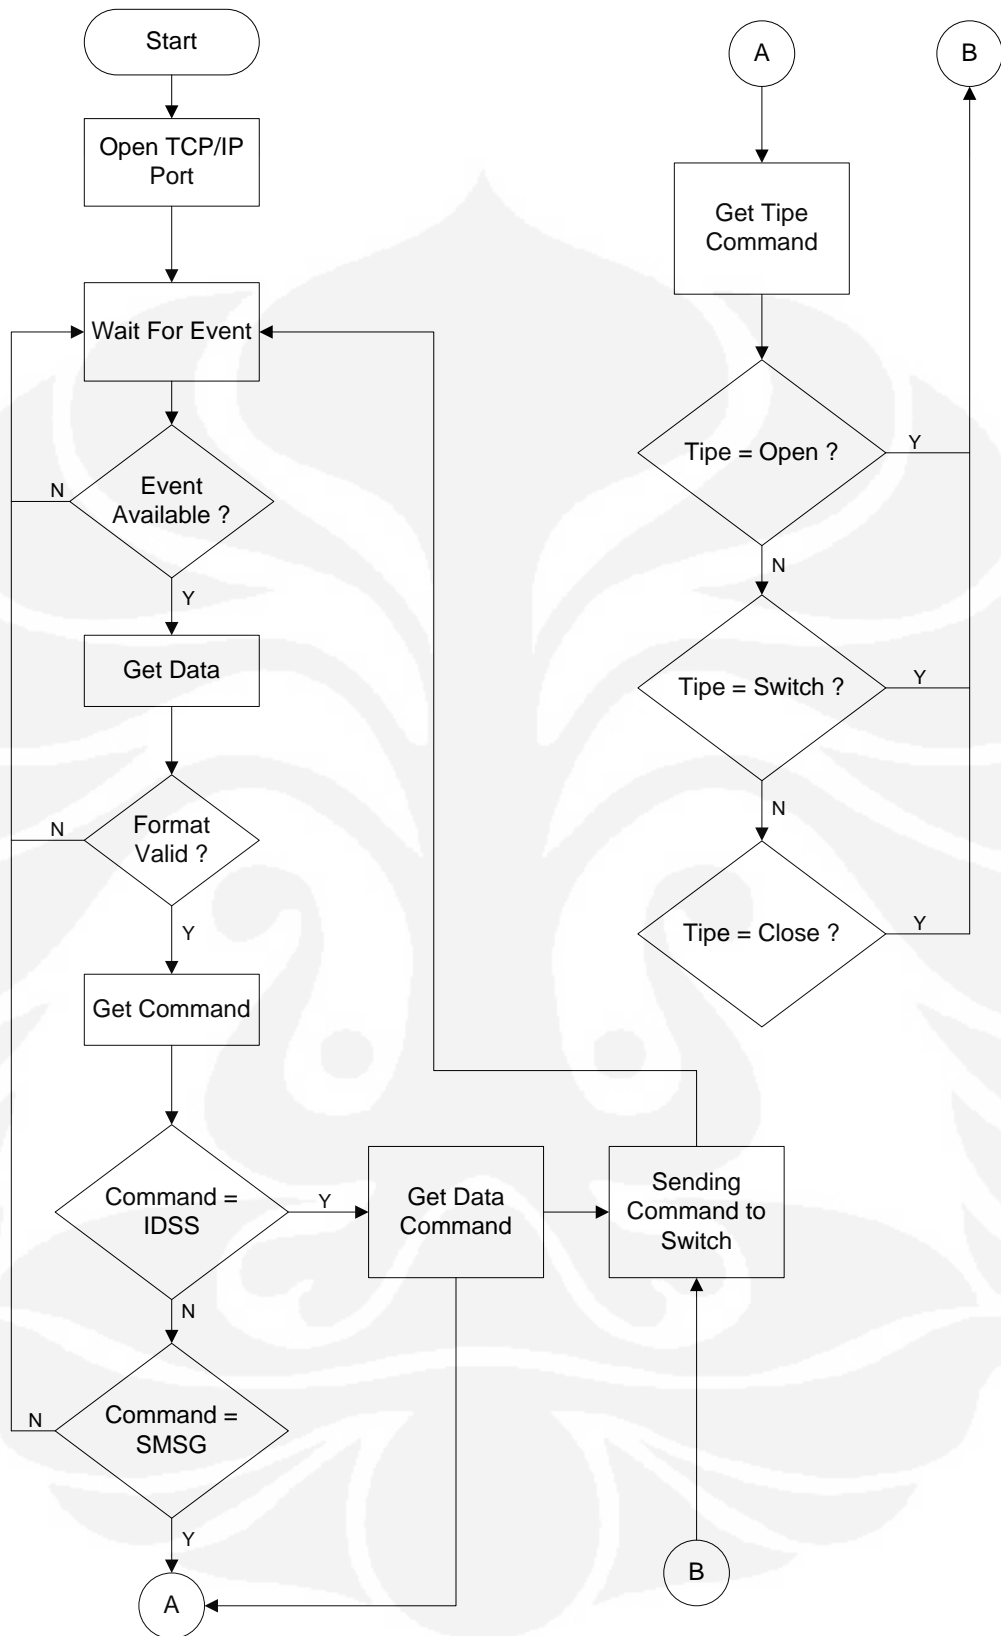 Start
Open TCP/IP
Port
Wait For Event
Event
Available ?
N
Y
Get Data
Format
Valid ?
N
Y
Get Command
Command =
IDSS
Y
N
Get Data
Command
Sending
Command to
Switch
Command =
SMSG
N
Y
A
B
A
B
Get Tipe
Command
Tipe = Open ?
Y
N
Tipe = Switch ?
Y
N
Tipe = Close ?
Y